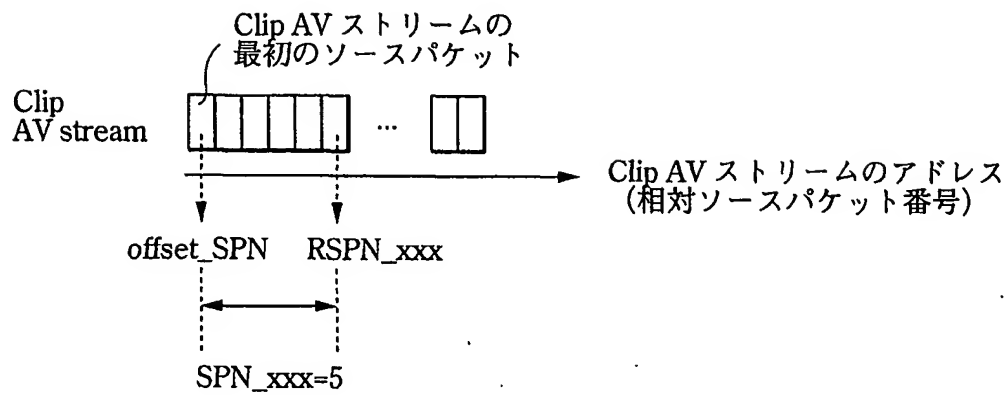 Clip AV ストリームの
最初のソースパケット
Clip
AV stream
...
Clip AV ストリームのアドレス
(相対ソースパケット番号)
offset_SPN
RSPN_xxx
SPN_xxx=5